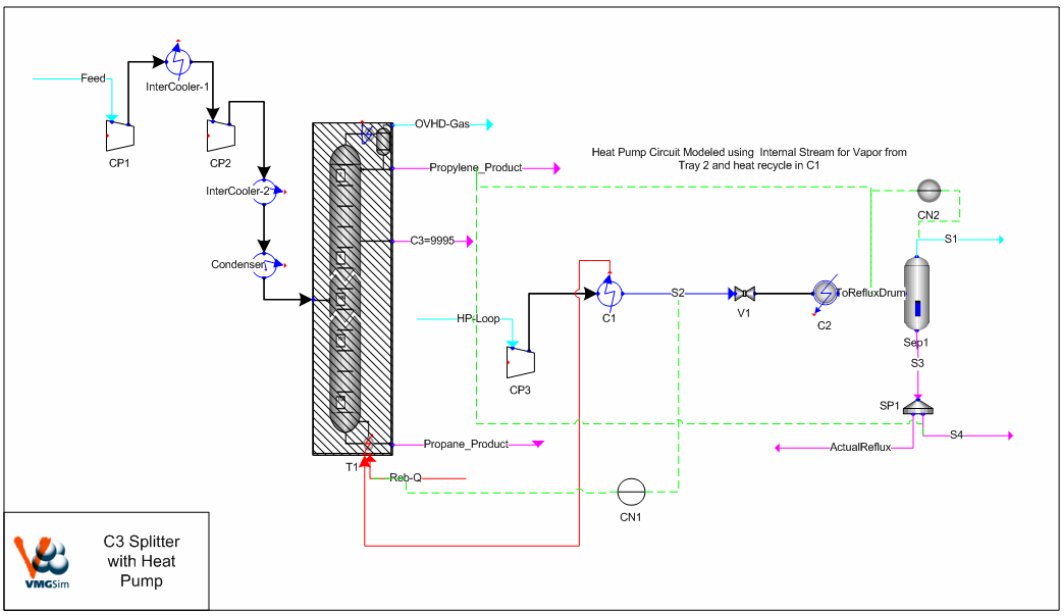 Feed
InterCooler-1
CP1
CP2
OVHD-Gas
Propylene_Product
Heat Pump Circuit Modeled using Internal Stream for Vapor from
Tray 2 and heat recycle in C1
InterCooler-2
CN2
C3=9995
S1
Condenser
S2
ToRefluxDrum
C1
V1
C2
HP-Loop
Sep1
CP3
S3
SP1
Propane_Product
S4
ActualReflux
T1
Reb-Q
CN1
C3 Splitter
with Heat
Pump
VMGSim